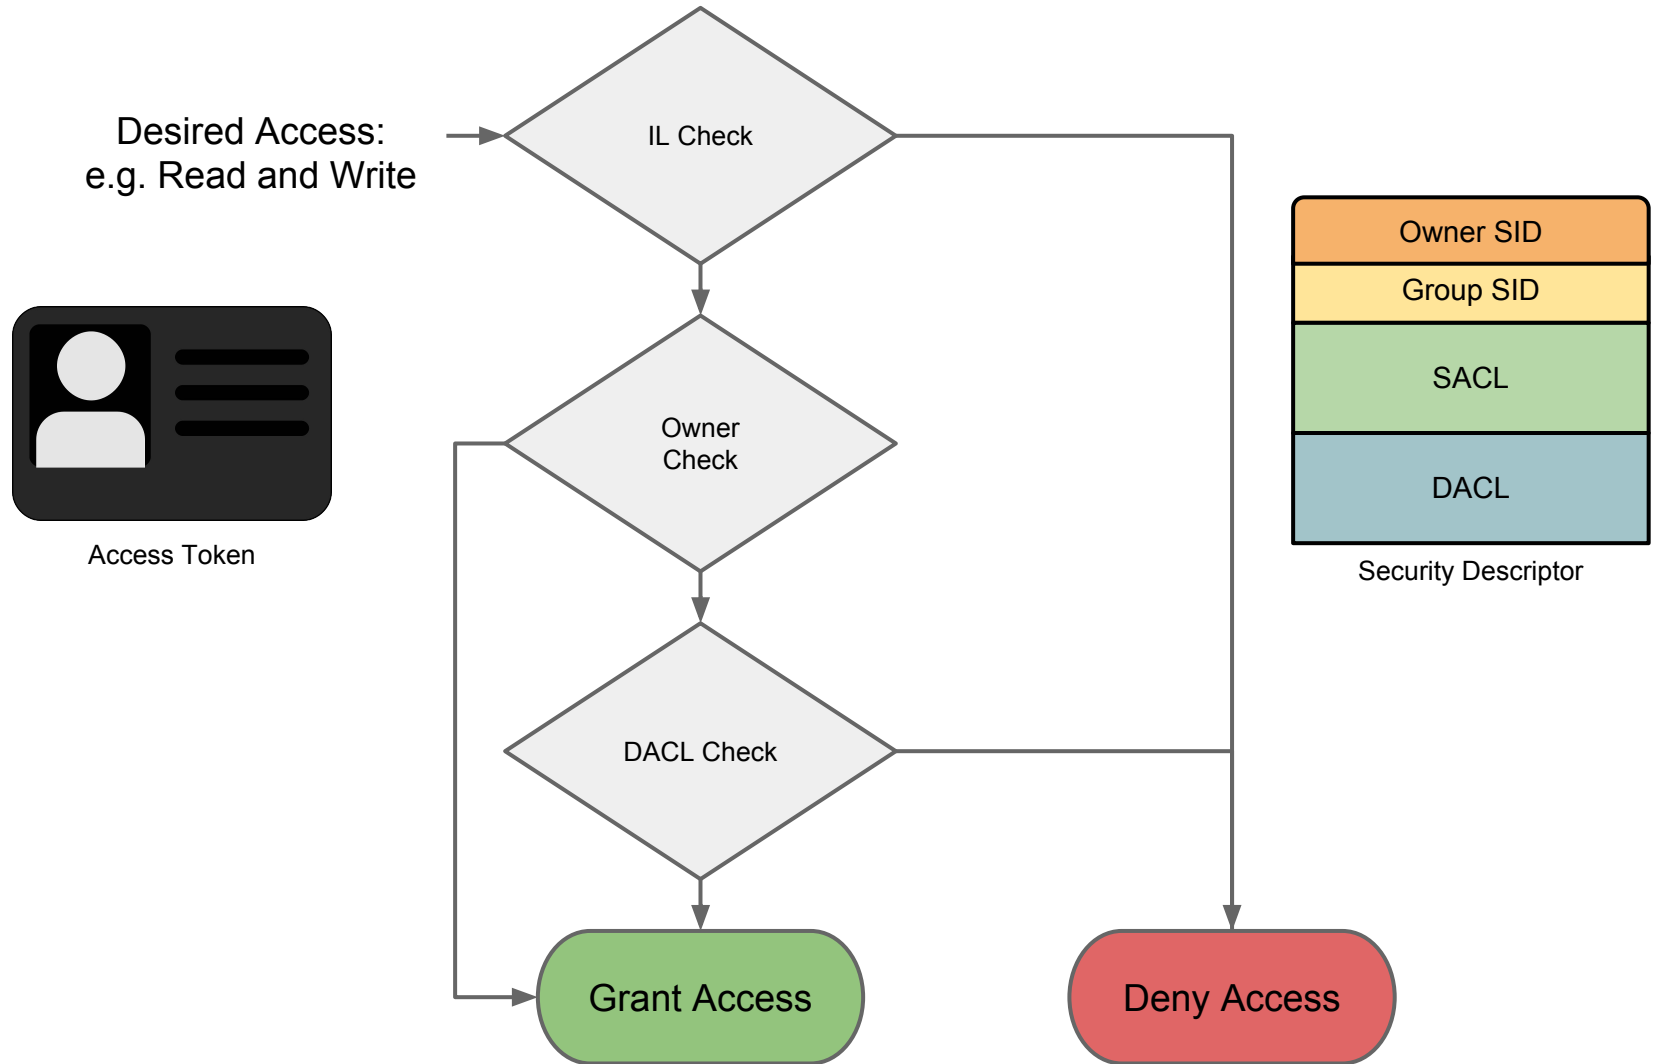 Desired Access:
e.g. Read and Write
IL Check
Owner SID
Group SID
SACL
DACL
Security Descriptor
Access Token
Owner
Check
DACL Check
Grant Access
Deny Access